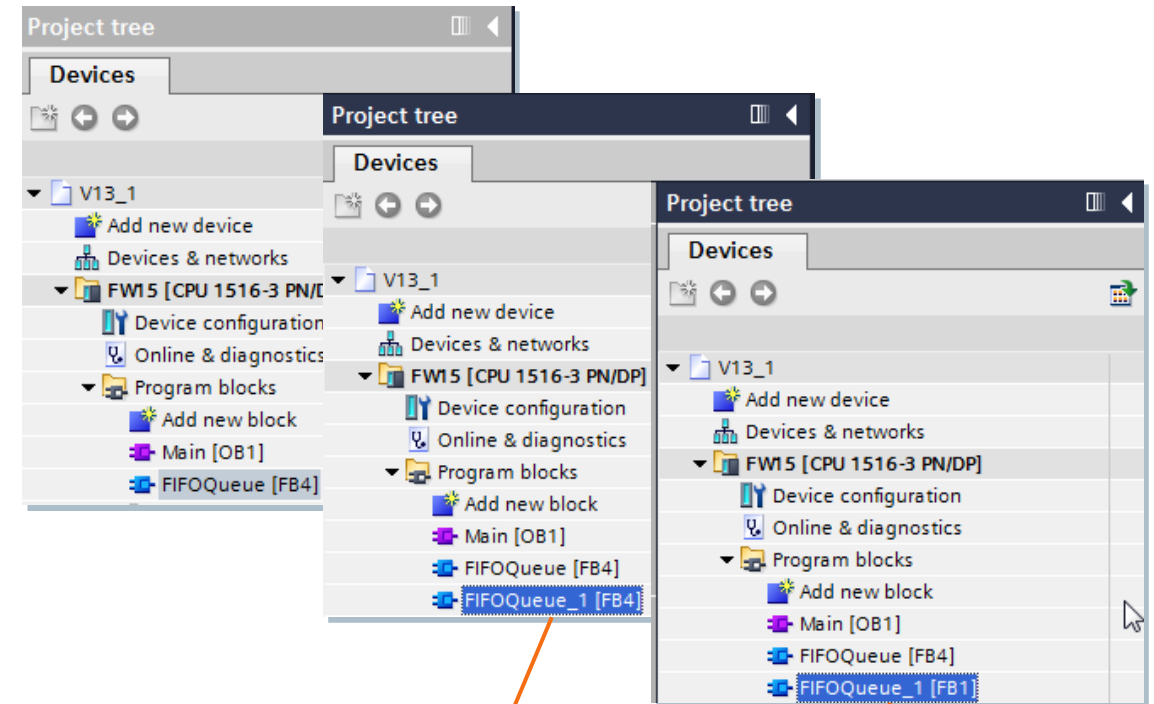 Project tree
Devices
V13_1
Add new device
Devices & networks
FW15 [CPU 1516-3 PN/D
Device configuration
Online & diagnostics
Program blocks
Add new block
Main [OB1]
FIFOQueue [FB4]
Project tree
Devices
V13_1
Add new device
Devices & networks
FW15 [CPU 1516-3 PN/DP]
Device configuration
Online & diagnostics
Program blocks
Add new block
Main [OB1]
FIFOQueue [FB4]
FIFOQueue_1 [FB4]
Project tree
Devices
V13_1
Add new device
Devices & networks
FW15 [CPU 1516-3 PN/DP]
Device configuration
Online & diagnostics
Program blocks
Add new block
Main [OB1]
FIFOQueue [FB4]
FIFOQueue_1 [FB1]